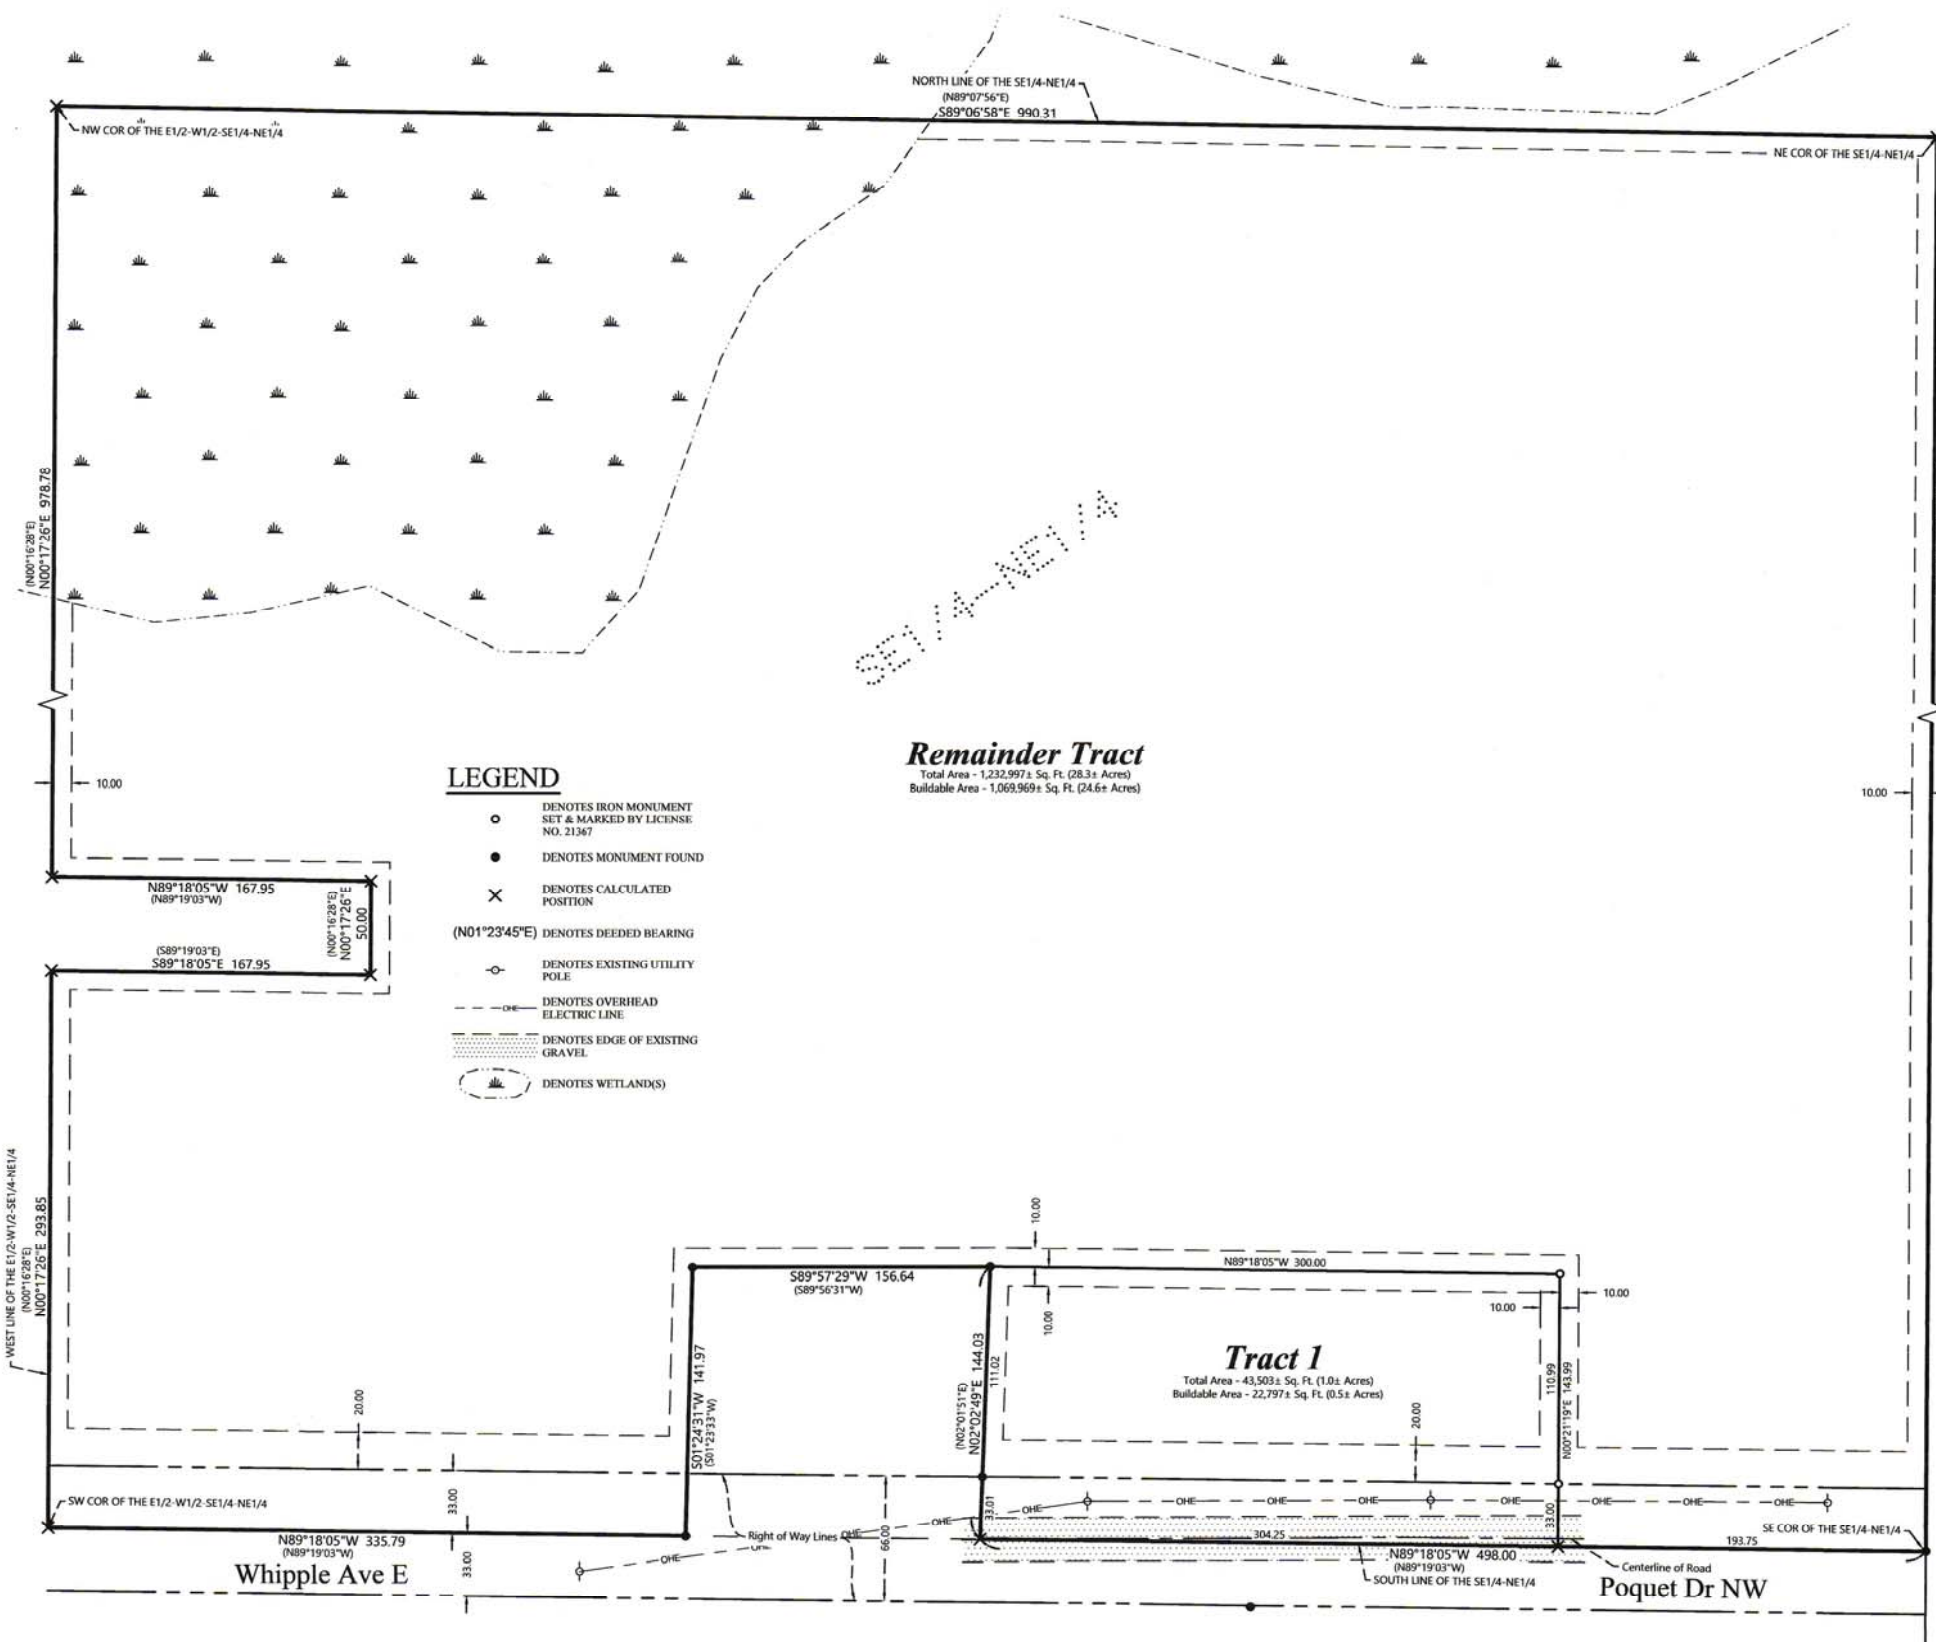 NORTH LINE OF THE SE1/4-NE1/4
(N89°07'56"E)
S89°06'58"E 990.31
NW COR OF THE E1/2-W1/2-SE1/4-NE1/4
NE COR OF THE SE1/4-NE1/4
(N00°16'28"E)
N00°17'26"E 978.78
SE1/4-NE1/4
Remainder Tract
Total Area - 1,232,997± Sq. Ft. (28.3± Acres)
Buildable Area - 1,069,969± Sq. Ft. (24.6± Acres)
10.00
10.00
LEGEND
DENOTES IRON MONUMENT
SET & MARKED BY LICENSE
NO. 21367
DENOTES MONUMENT FOUND
DENOTES CALCULATED
POSITION
(N01°23'45"E) DENOTES DEEDED BEARING
DENOTES EXISTING UTILITY
POLE
OHE DENOTES OVERHEAD
ELECTRIC LINE
DENOTES EDGE OF EXISTING
GRAVEL
DENOTES WETLAND(S)
N89°18'05"W 167.95
(N89°19'03"W)
(N00°16'28"E)
N00°17'26"E
50.00
(S89°19'03"E)
S89°18'05"E 167.95
WEST LINE OF THE E1/2-W1/2-SE1/4-NE1/4
(N00°16'28"E)
N00°17'26"E 293.85
10.00
N89°18'05"W 300.00
S89°57'29"W 156.64
(S89°56'31"W)
10.00
10.00
10.00
Tract 1
Total Area - 43,503± Sq. Ft. (1.0± Acres)
Buildable Area - 22,797± Sq. Ft. (0.5± Acres)
S01°24'31"W 141.97
(S01°23'33"W)
(N02°01'51"E)
N02°02'49"E 144.03
111.02
110.99
N00°21'19"E 143.99
20.00
20.00
33.00
33.00
SW COR OF THE E1/2-W1/2-SE1/4-NE1/4
N89°18'05"W 335.79
(N89°19'03"W)
Whipple Ave E
OHE
Right of Way Lines
OHE
OHE
66.00
OHE
33.01
OHE
OHE
OHE
OHE
OHE
OHE
OHE
OHE
33.00
304.25
N89°18'05"W 498.00
(N89°19'03"W)
SOUTH LINE OF THE SE1/4-NE1/4
Centerline of Road
193.75
SE COR OF THE SE1/4-NE1/4
Poquet Dr NW